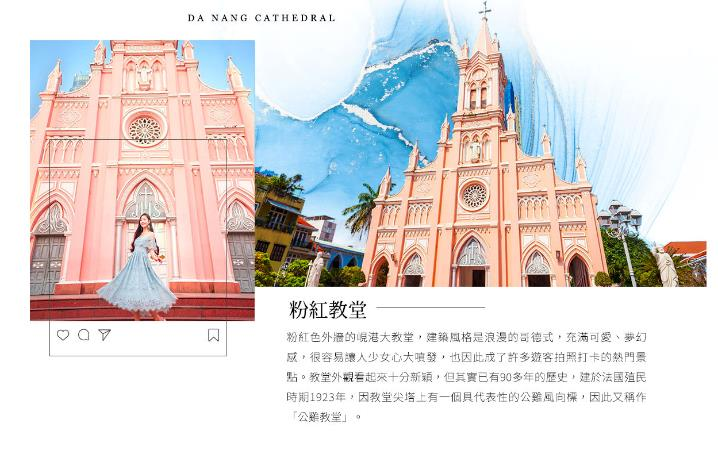 DA NANG CATHEDRAL
粉紅教堂
粉紅色外牆的峴港大教堂，建築風格是浪漫的哥德式，充滿可愛、夢幻
感，很容易讓人少女心大噴發，也因此成了許多遊客拍照打卡的熱門景
點。教堂外觀看起來十分新穎，但其實已有90多年的歷史，建於法國殖民
時期1923年，因教堂尖塔上有一個具代表性的公雞風向標，因此又稱作
「公雞教堂」。